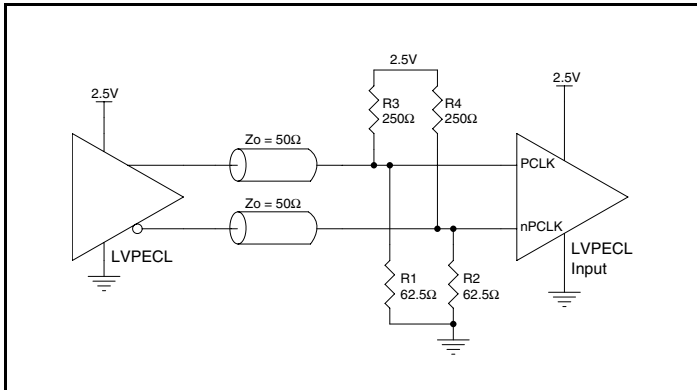 2.5V
2.5V
2.5V
R3
250Ω
R4
250Ω
Zo = 50Ω
PCLK
Zo = 50Ω
nPCLK
LVPECL
LVPECL
Input
R1
62.5Ω
R2
62.5Ω